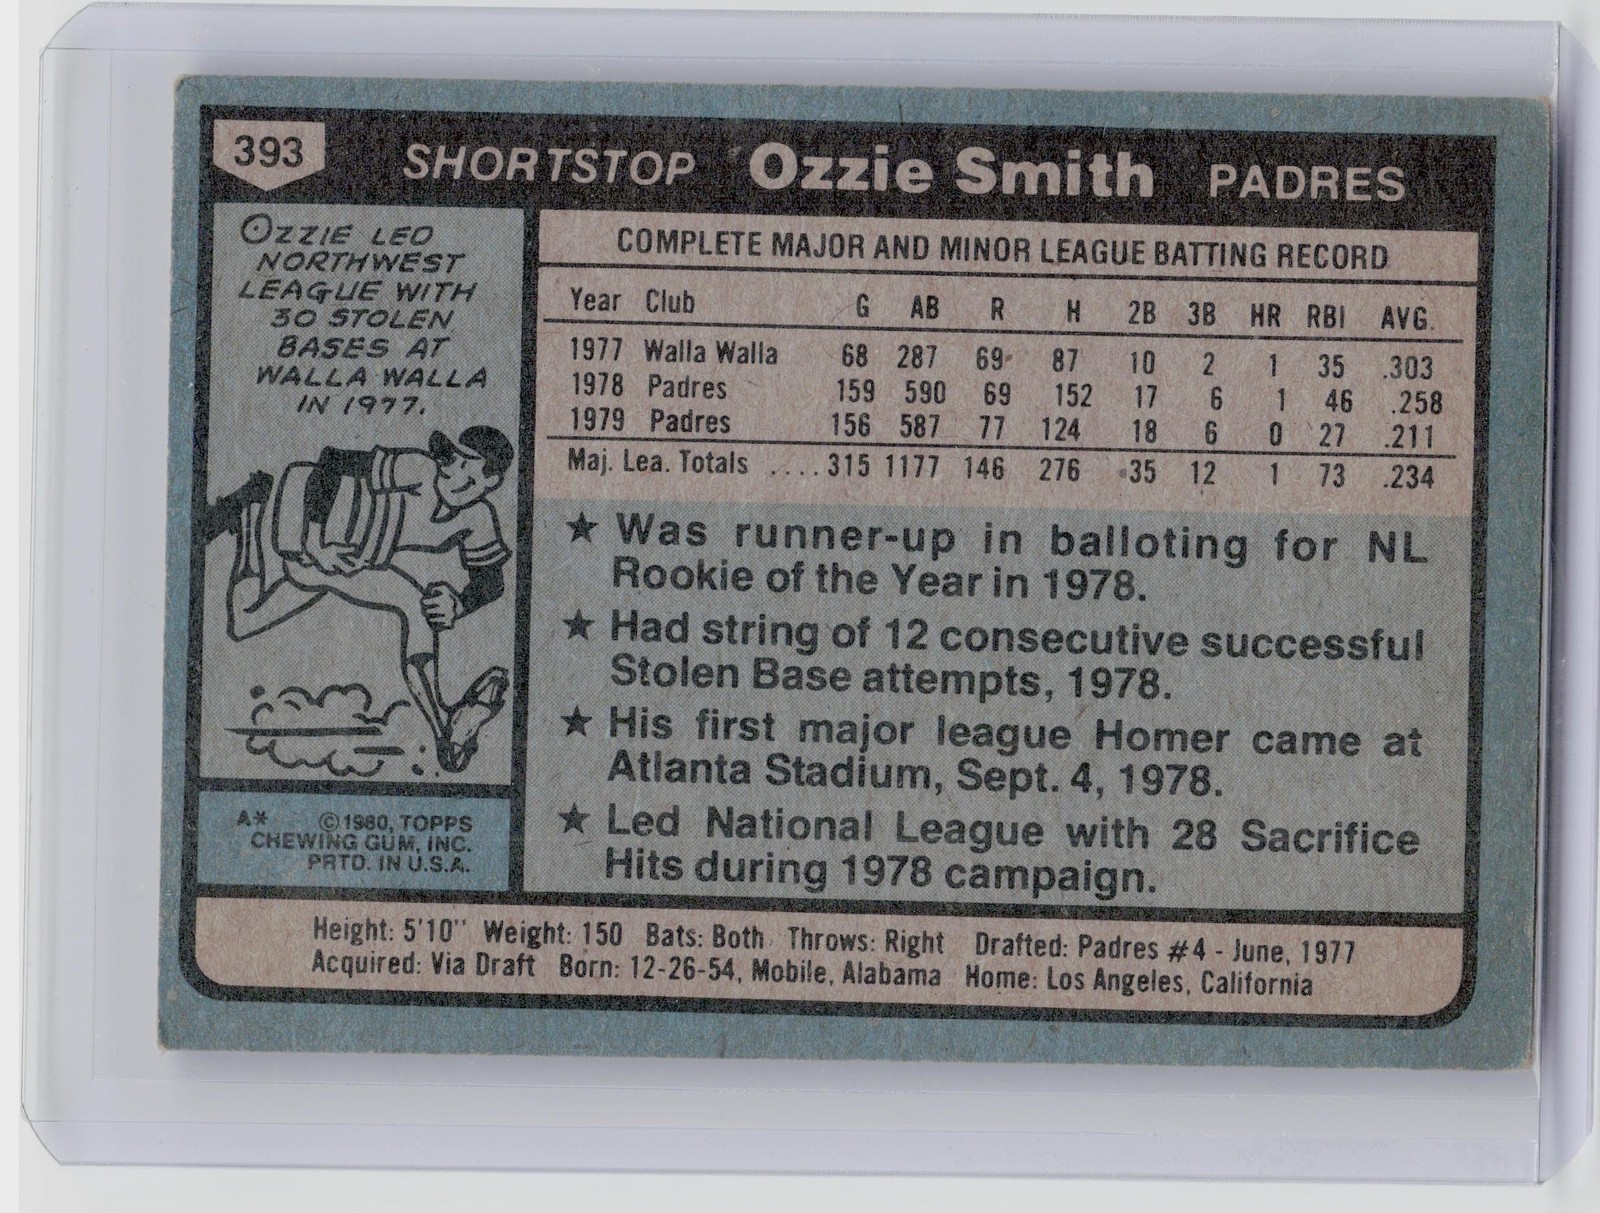 393 SHORTSTOP Ozzie Smith PADRES
OZZIE LED
NORTHWEST
LEAGUE WITH
30 STOLEN
BASES AT
WALLA WALLA
IN 1977.
A* ©1980, TOPPS
CHEWING GUM, INC.
PRTD. IN U.S.A.
COMPLETE MAJOR AND MINOR LEAGUE BATTING RECORD
Year Club G AB R H 2B 3B HR RBI AVG.
1977 Walla Walla 68 287 69 87 10 2 1 35 .303
1978 Padres 159 590 69 152 17 6 1 46 .258
1979 Padres 156 587 77 124 18 6 0 27 .211
Maj. Lea. Totals ....315 1177 146 276 35 12 1 73 .234
★ Was runner-up in balloting for NL
Rookie of the Year in 1978.
★ Had string of 12 consecutive successful
Stolen Base attempts, 1978.
★ His first major league Homer came at
Atlanta Stadium, Sept. 4, 1978.
★ Led National League with 28 Sacrifice
Hits during 1978 campaign.
Height: 5'10" Weight: 150 Bats: Both Throws: Right Drafted: Padres #4 - June, 1977
Acquired: Via Draft Born: 12-26-54, Mobile, Alabama Home: Los Angeles, California